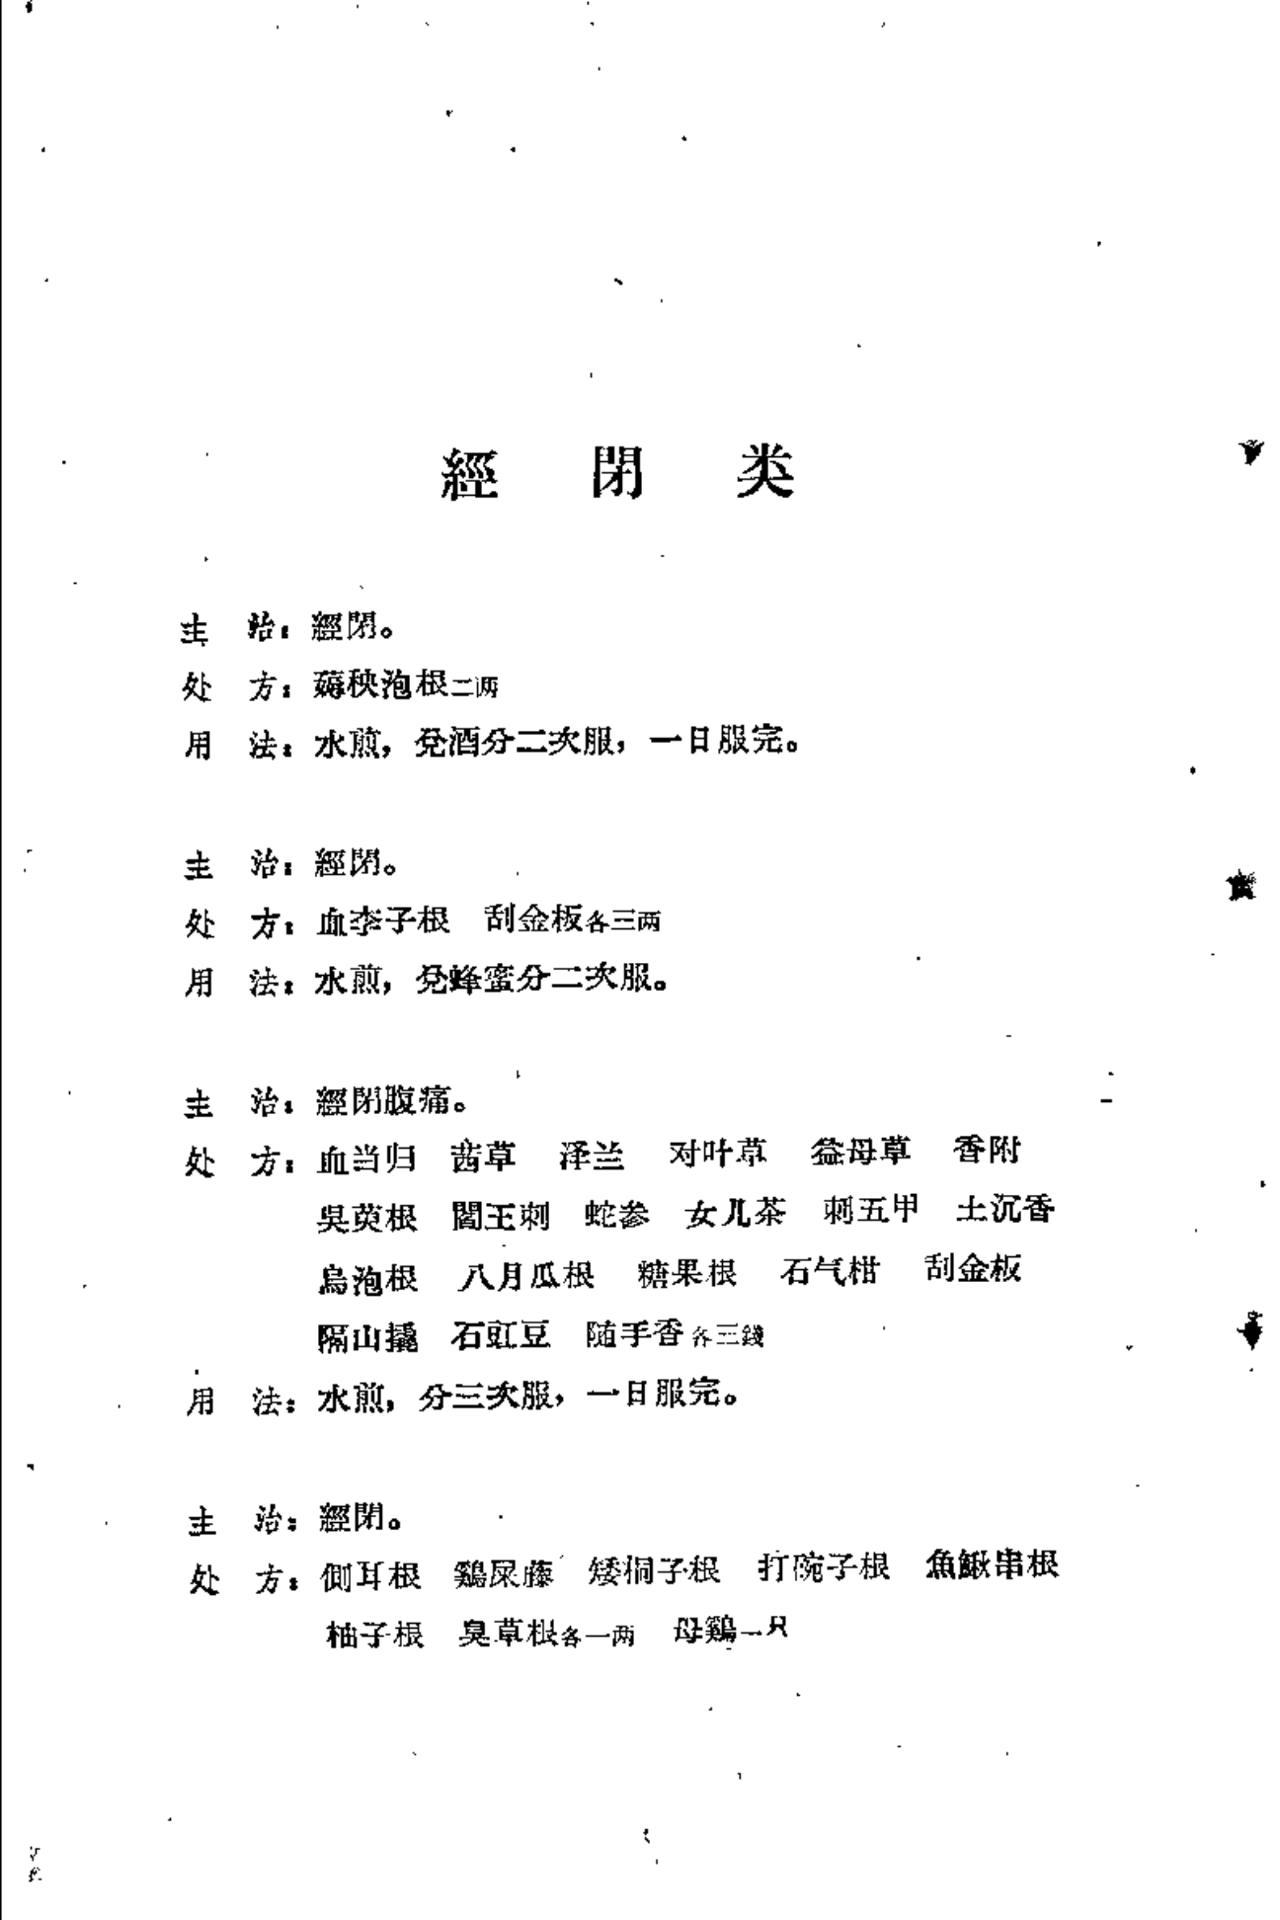 經閉类
主　治：經閉。
处　方：薅秧泡根二两
用　法：水煎，兌酒分二次服，一日服完。
主　治：經閉。
处　方：血李子根　刮金板各三两
用　法：水煎，兌蜂蜜分二次服。
主　治：經閉腹痛。
处　方：血当归　茜草　泽兰　对叶草　益母草　香附
吳萸根　閻王刺　蛇参　女儿茶　刺五甲　土沉香
烏泡根　八月瓜根　糖果根　石气柑　刮金板
隔山撬　石豇豆　随手香各三錢
用　法：水煎，分三次服，一日服完。
主　治：經閉。
处　方：侧耳根　鷄屎藤　矮桐子根　打碗子根　魚鰍串根
柚子根　臭草根各一两　母鷄一只